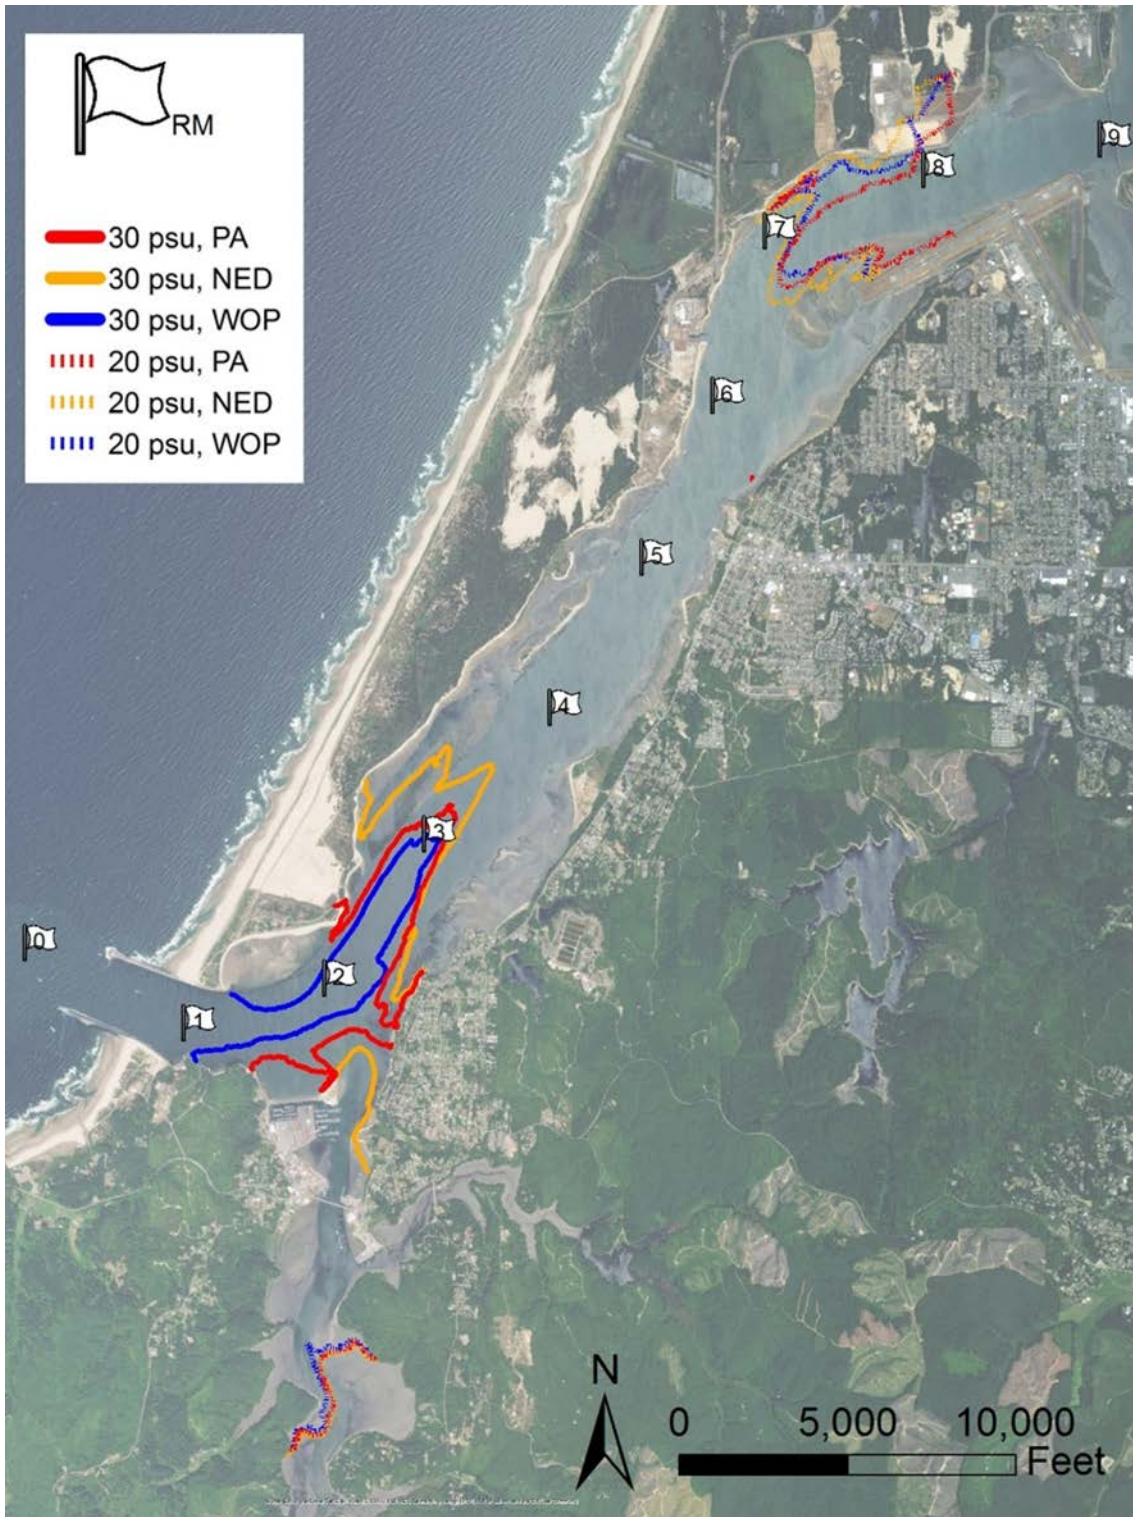 RM
30 psu, PA
30 psu, NED
30 psu, WOP
20 psu, PA
20 psu, NED
20 psu, WOP
9
8
7
6
5
4
3
0
2
1
N
0 5,000 10,000
Feet